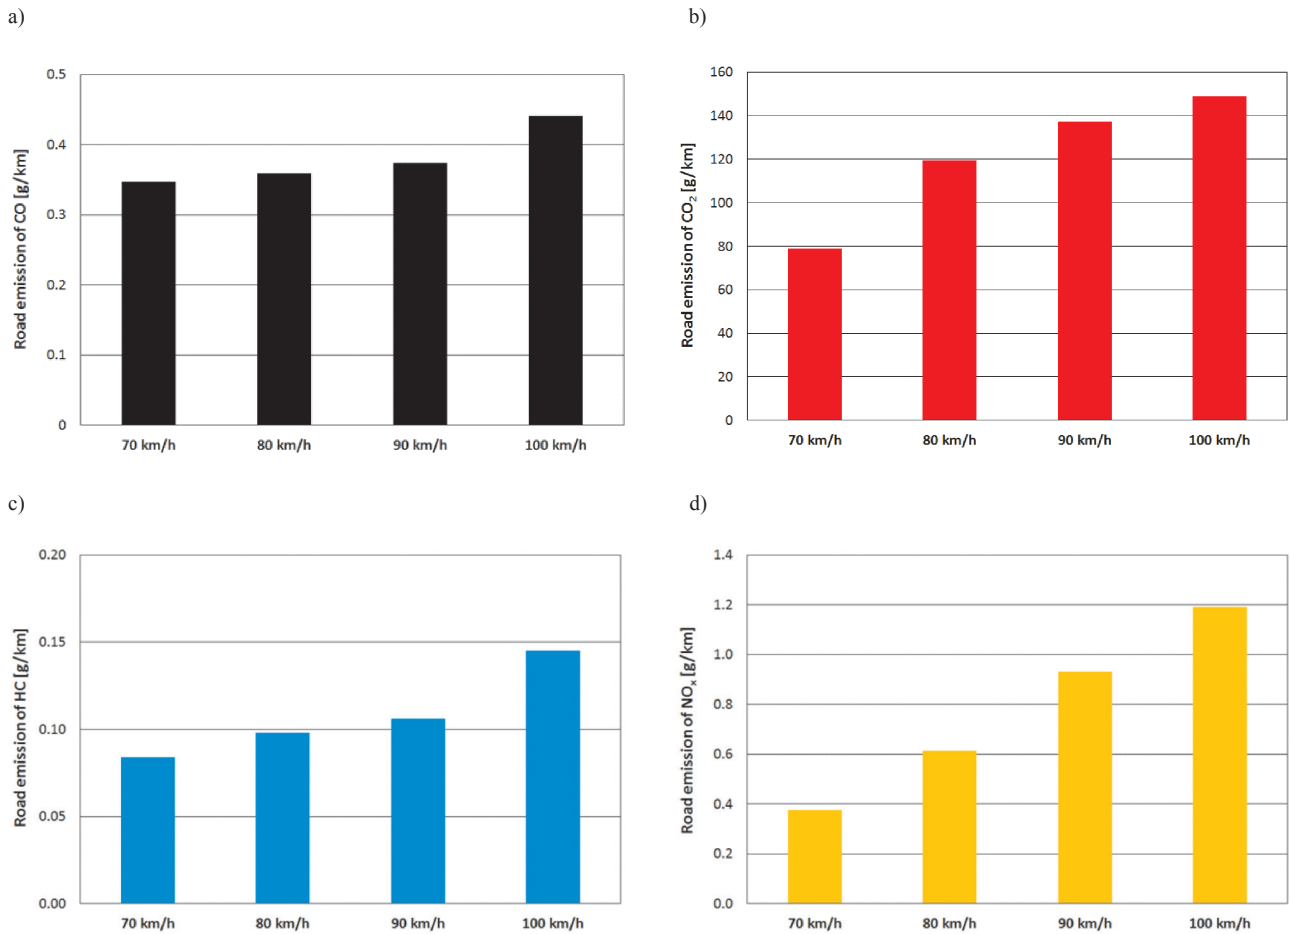 a)
Road emission of CO [g/km]
0.5
0.4
0.3
0.2
0.1
0
70 km/h 80 km/h 90 km/h 100 km/h
b)
Road emission of CO₂ [g/km]
160
140
120
100
80
60
40
20
0
70 km/h 80 km/h 90 km/h 100 km/h
c)
Road emission of HC [g/km]
0.20
0.15
0.10
0.05
0.00
70 km/h 80 km/h 90 km/h 100 km/h
d)
Road emission of NOₓ [g/km]
1.4
1.2
1.0
0.8
0.6
0.4
0.2
0.0
70 km/h 80 km/h 90 km/h 100 km/h